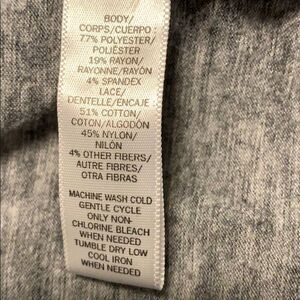 BODY/
CORPS/CUERPO
77% POLYESTER/
POLIÉSTER
19% RAYON/
RAYONNE/RAYÓN
4% SPANDEX
LACE/
DENTELLE/ENCAJE
51% COTTON/
COTON/ALGODÓN
45% NYLON/
NILÓN
4% OTHER FIBERS/
AUTRE FIBRES/
OTRA FIBRAS
MACHINE WASH COLD
GENTLE CYCLE
ONLY NON-
CHLORINE BLEACH
WHEN NEEDED
TUMBLE DRY LOW
COOL IRON
WHEN NEEDED